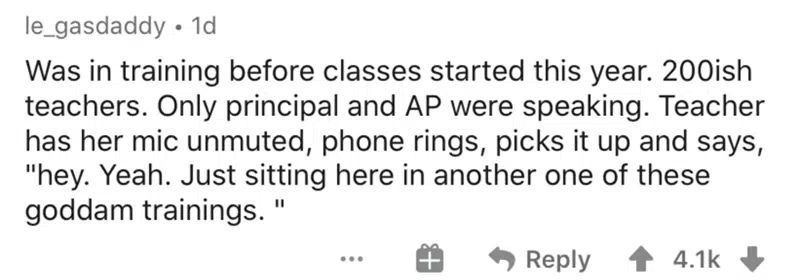 le_gasdaddy • 1d
Was in training before classes started this year. 200ish
teachers. Only principal and AP were speaking. Teacher
has her mic unmuted, phone rings, picks it up and says,
"hey. Yeah. Just sitting here in another one of these
goddam trainings. "
... Reply 4.1k